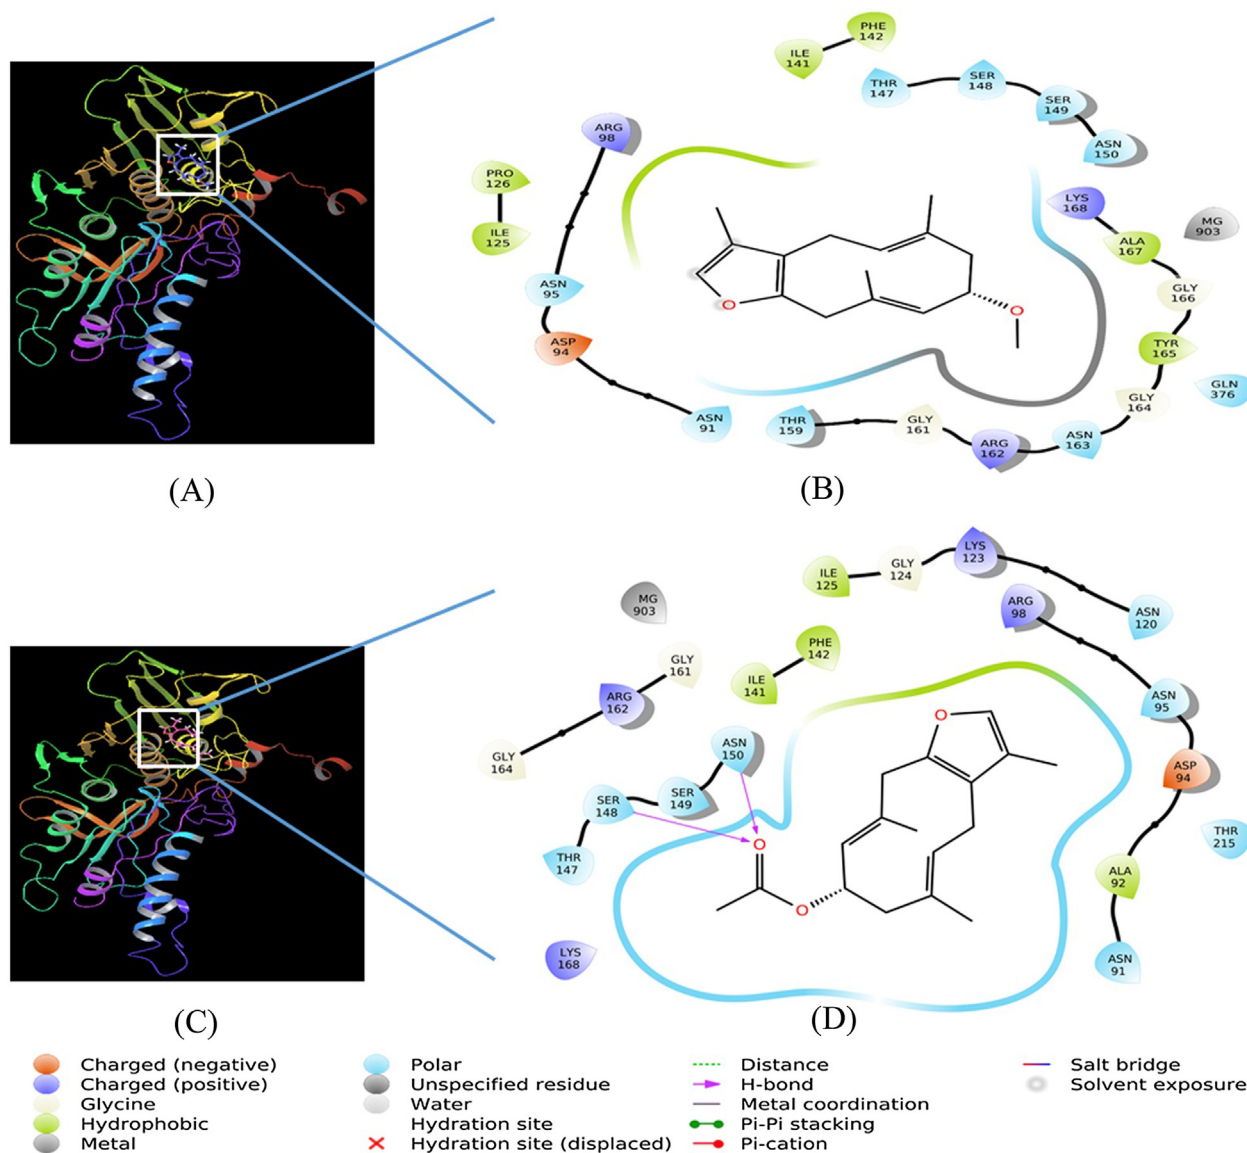 PHE
142
ILE
141
THR
147
SER
148
SER
149
ASN
150
ARG
98
PRO
126
ILE
125
ASN
95
ASP
94
ASN
91
LYS
168
ALA
167
MG
903
GLY
166
TYR
165
GLN
376
GLY
164
ASN
163
ARG
162
GLY
161
THR
159
O
O
(A)
(B)
LYS
123
GLY
124
ILE
125
ARG
98
ASN
120
MG
903
PHE
142
ILE
141
GLY
161
ARG
162
GLY
164
ASN
95
ASN
150
SER
149
SER
148
THR
147
ASP
94
THR
215
ALA
92
ASN
91
LYS
168
O
O
O
(C)
(D)
Charged (negative)
Charged (positive)
Glycine
Hydrophobic
Metal
Polar
Unspecified residue
Water
Hydration site
Hydration site (displaced)
Distance
H-bond
Metal coordination
Pi-Pi stacking
Pi-cation
Salt bridge
Solvent exposure